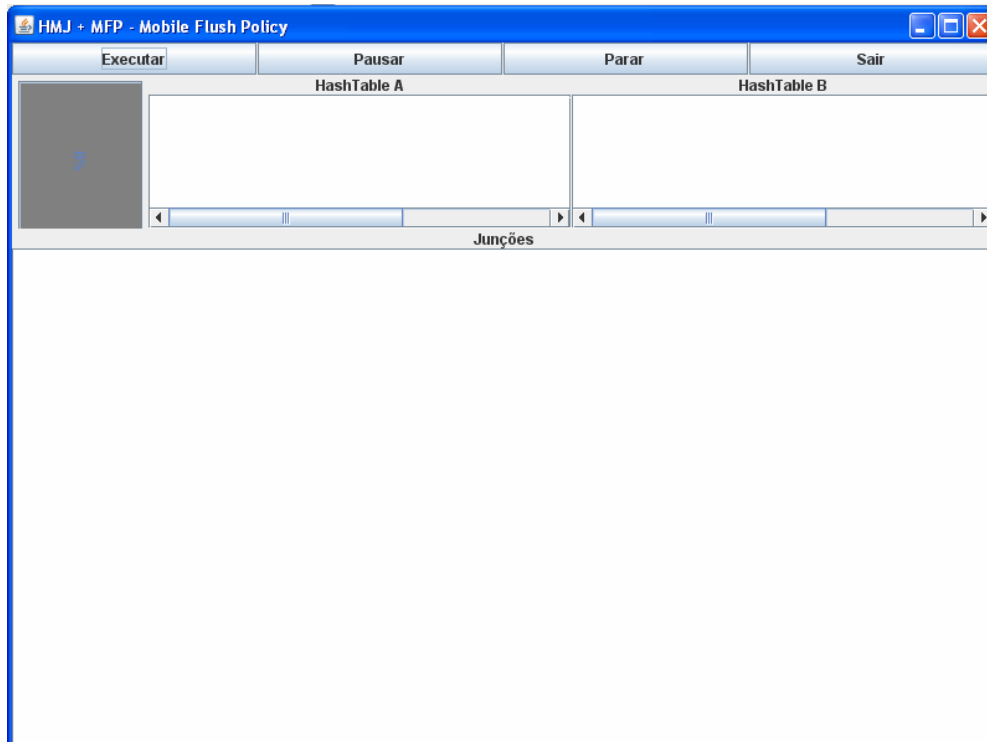 HMJ + MFP - Mobile Flush Policy
Executar Pausar Parar Sair
HashTable A HashTable B
Junções